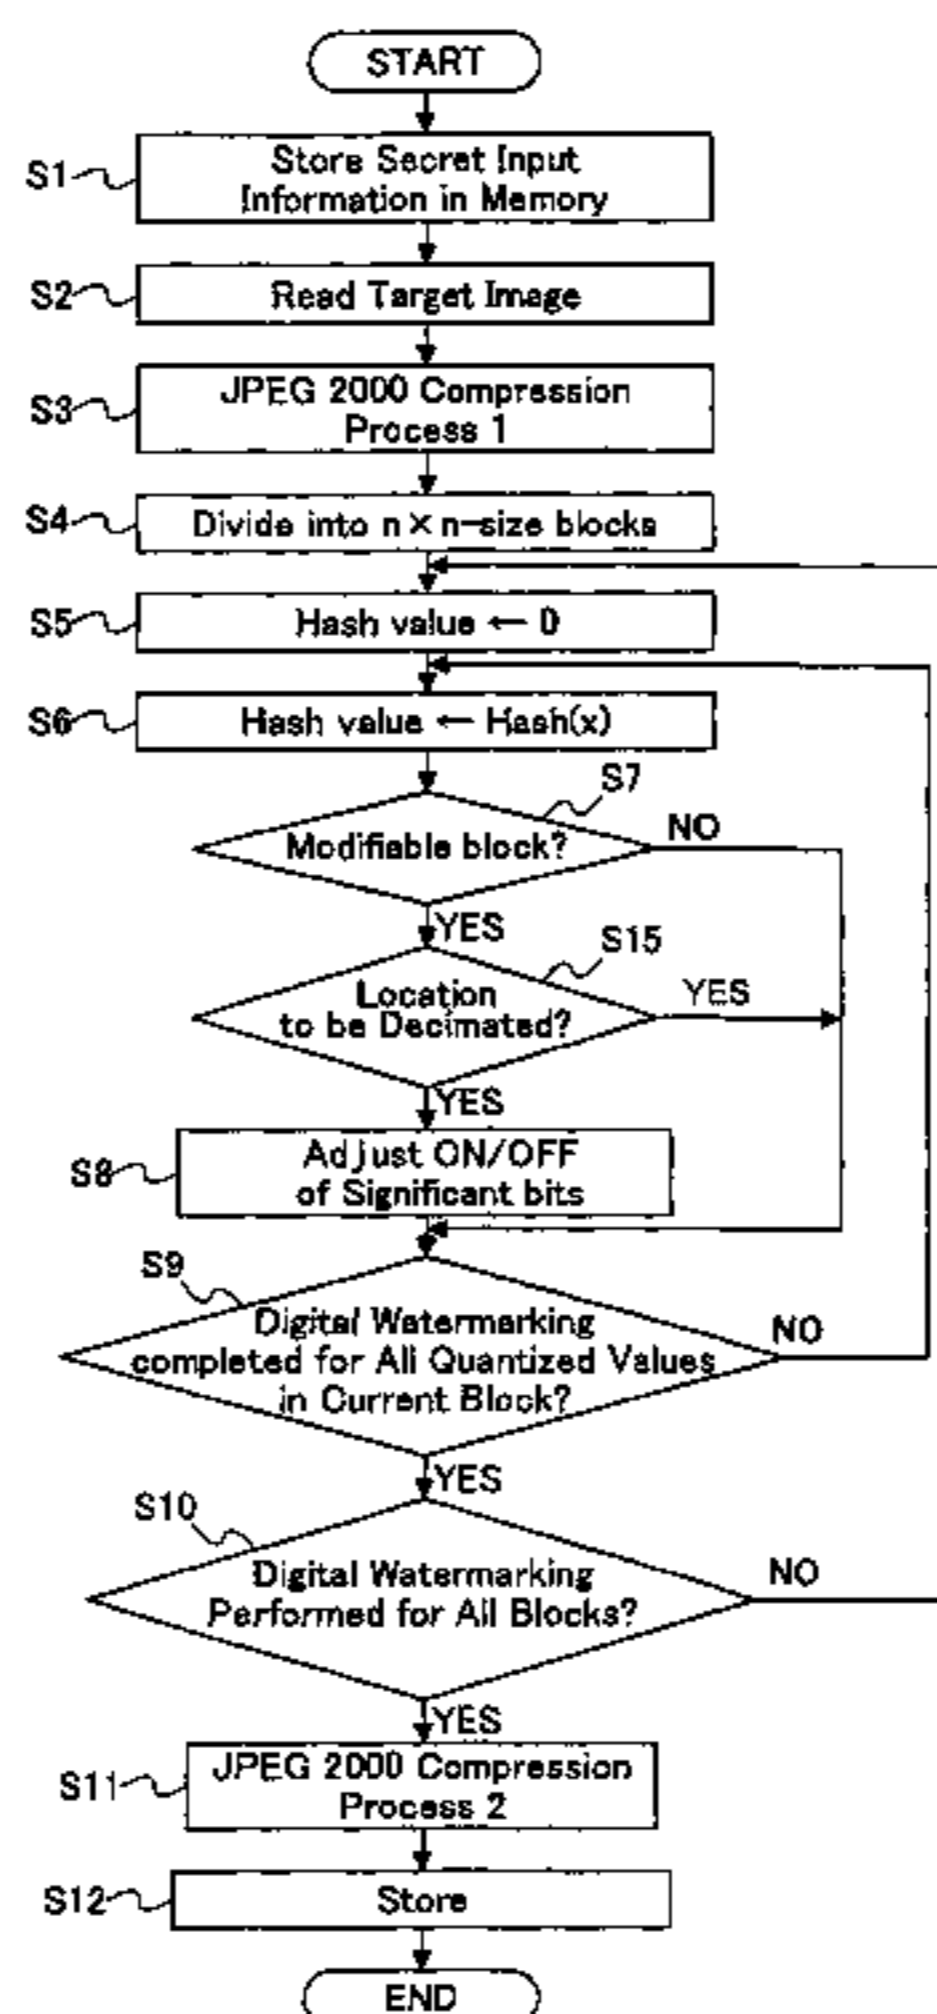 START
S1
Store Secret Input
Information in Memory
S2
Read Target Image
S3
JPEG 2000 Compression
Process 1
S4
Divide into n×n-size blocks
S5
Hash value ← 0
S6
Hash value ← Hash(x)
S7
Modifiable block?
NO
YES
S15
Location
to be Decimated?
YES
YES
S8
Adjust ON/OFF
of Significant bits
S9
Digital Watermarking
completed for All Quantized Values
in Current Block?
NO
YES
S10
Digital Watermarking
Performed for All Blocks?
NO
YES
S11
JPEG 2000 Compression
Process 2
S12
Store
END